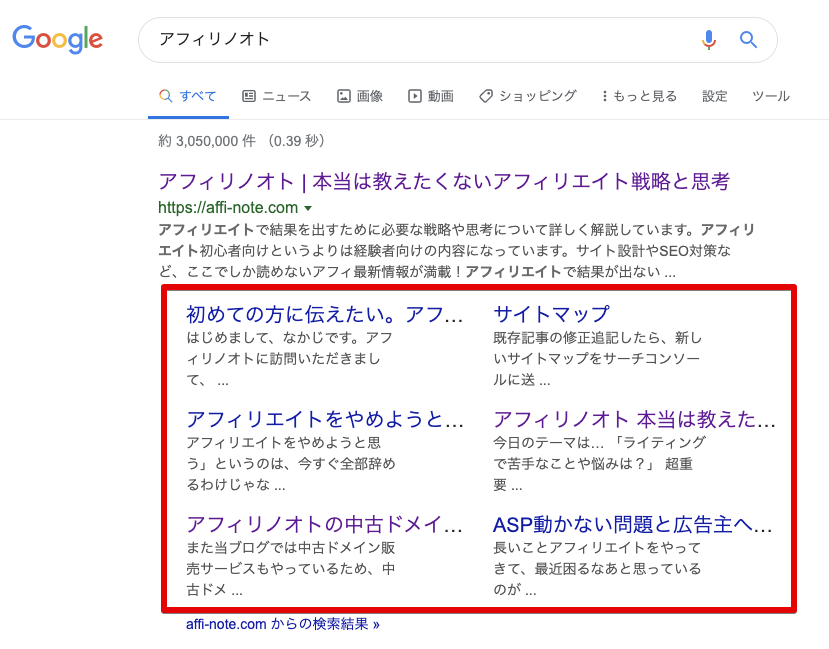 Google
アフィリノオト
すべて ニュース 画像 動画 ショッピング もっと見る 設定 ツール
約 3,050,000 件 (0.39 秒)
アフィリノオト | 本当は教えたくないアフィリエイト戦略と思考
https://affi-note.com
アフィリエイトで結果を出すために必要な戦略や思考について詳しく解説しています。アフィリ
エイト初心者向けというよりは経験者向けの内容になっています。サイト設計やSEO対策な
ど、ここでしか読めないアフィ最新情報が満載！アフィリエイトで結果が出ない ...
初めての方に伝えたい。アフ...
はじめまして、なかじです。アフ
ィリノオトに訪問いただきまし
て、 ...
サイトマップ
既存記事の修正追記したら、新し
いサイトマップをサーチコンソー
ルに送 ...
アフィリエイトをやめようと...
アフィリエイトをやめようと思
う」というのは、今すぐ全部辞め
るわけじゃな ...
アフィリノオト 本当は教えた...
今日のテーマは… 「ライティング
で苦手なことや悩みは？」 超重
要 ...
アフィリノオトの中古ドメイ...
また当ブログでは中古ドメイン販
売サービスもやっているため、中
古ドメ ...
ASP動かない問題と広告主へ...
長いことアフィリエイトをやって
きて、最近困るなあと思っている
のが ...
affi-note.com からの検索結果 »